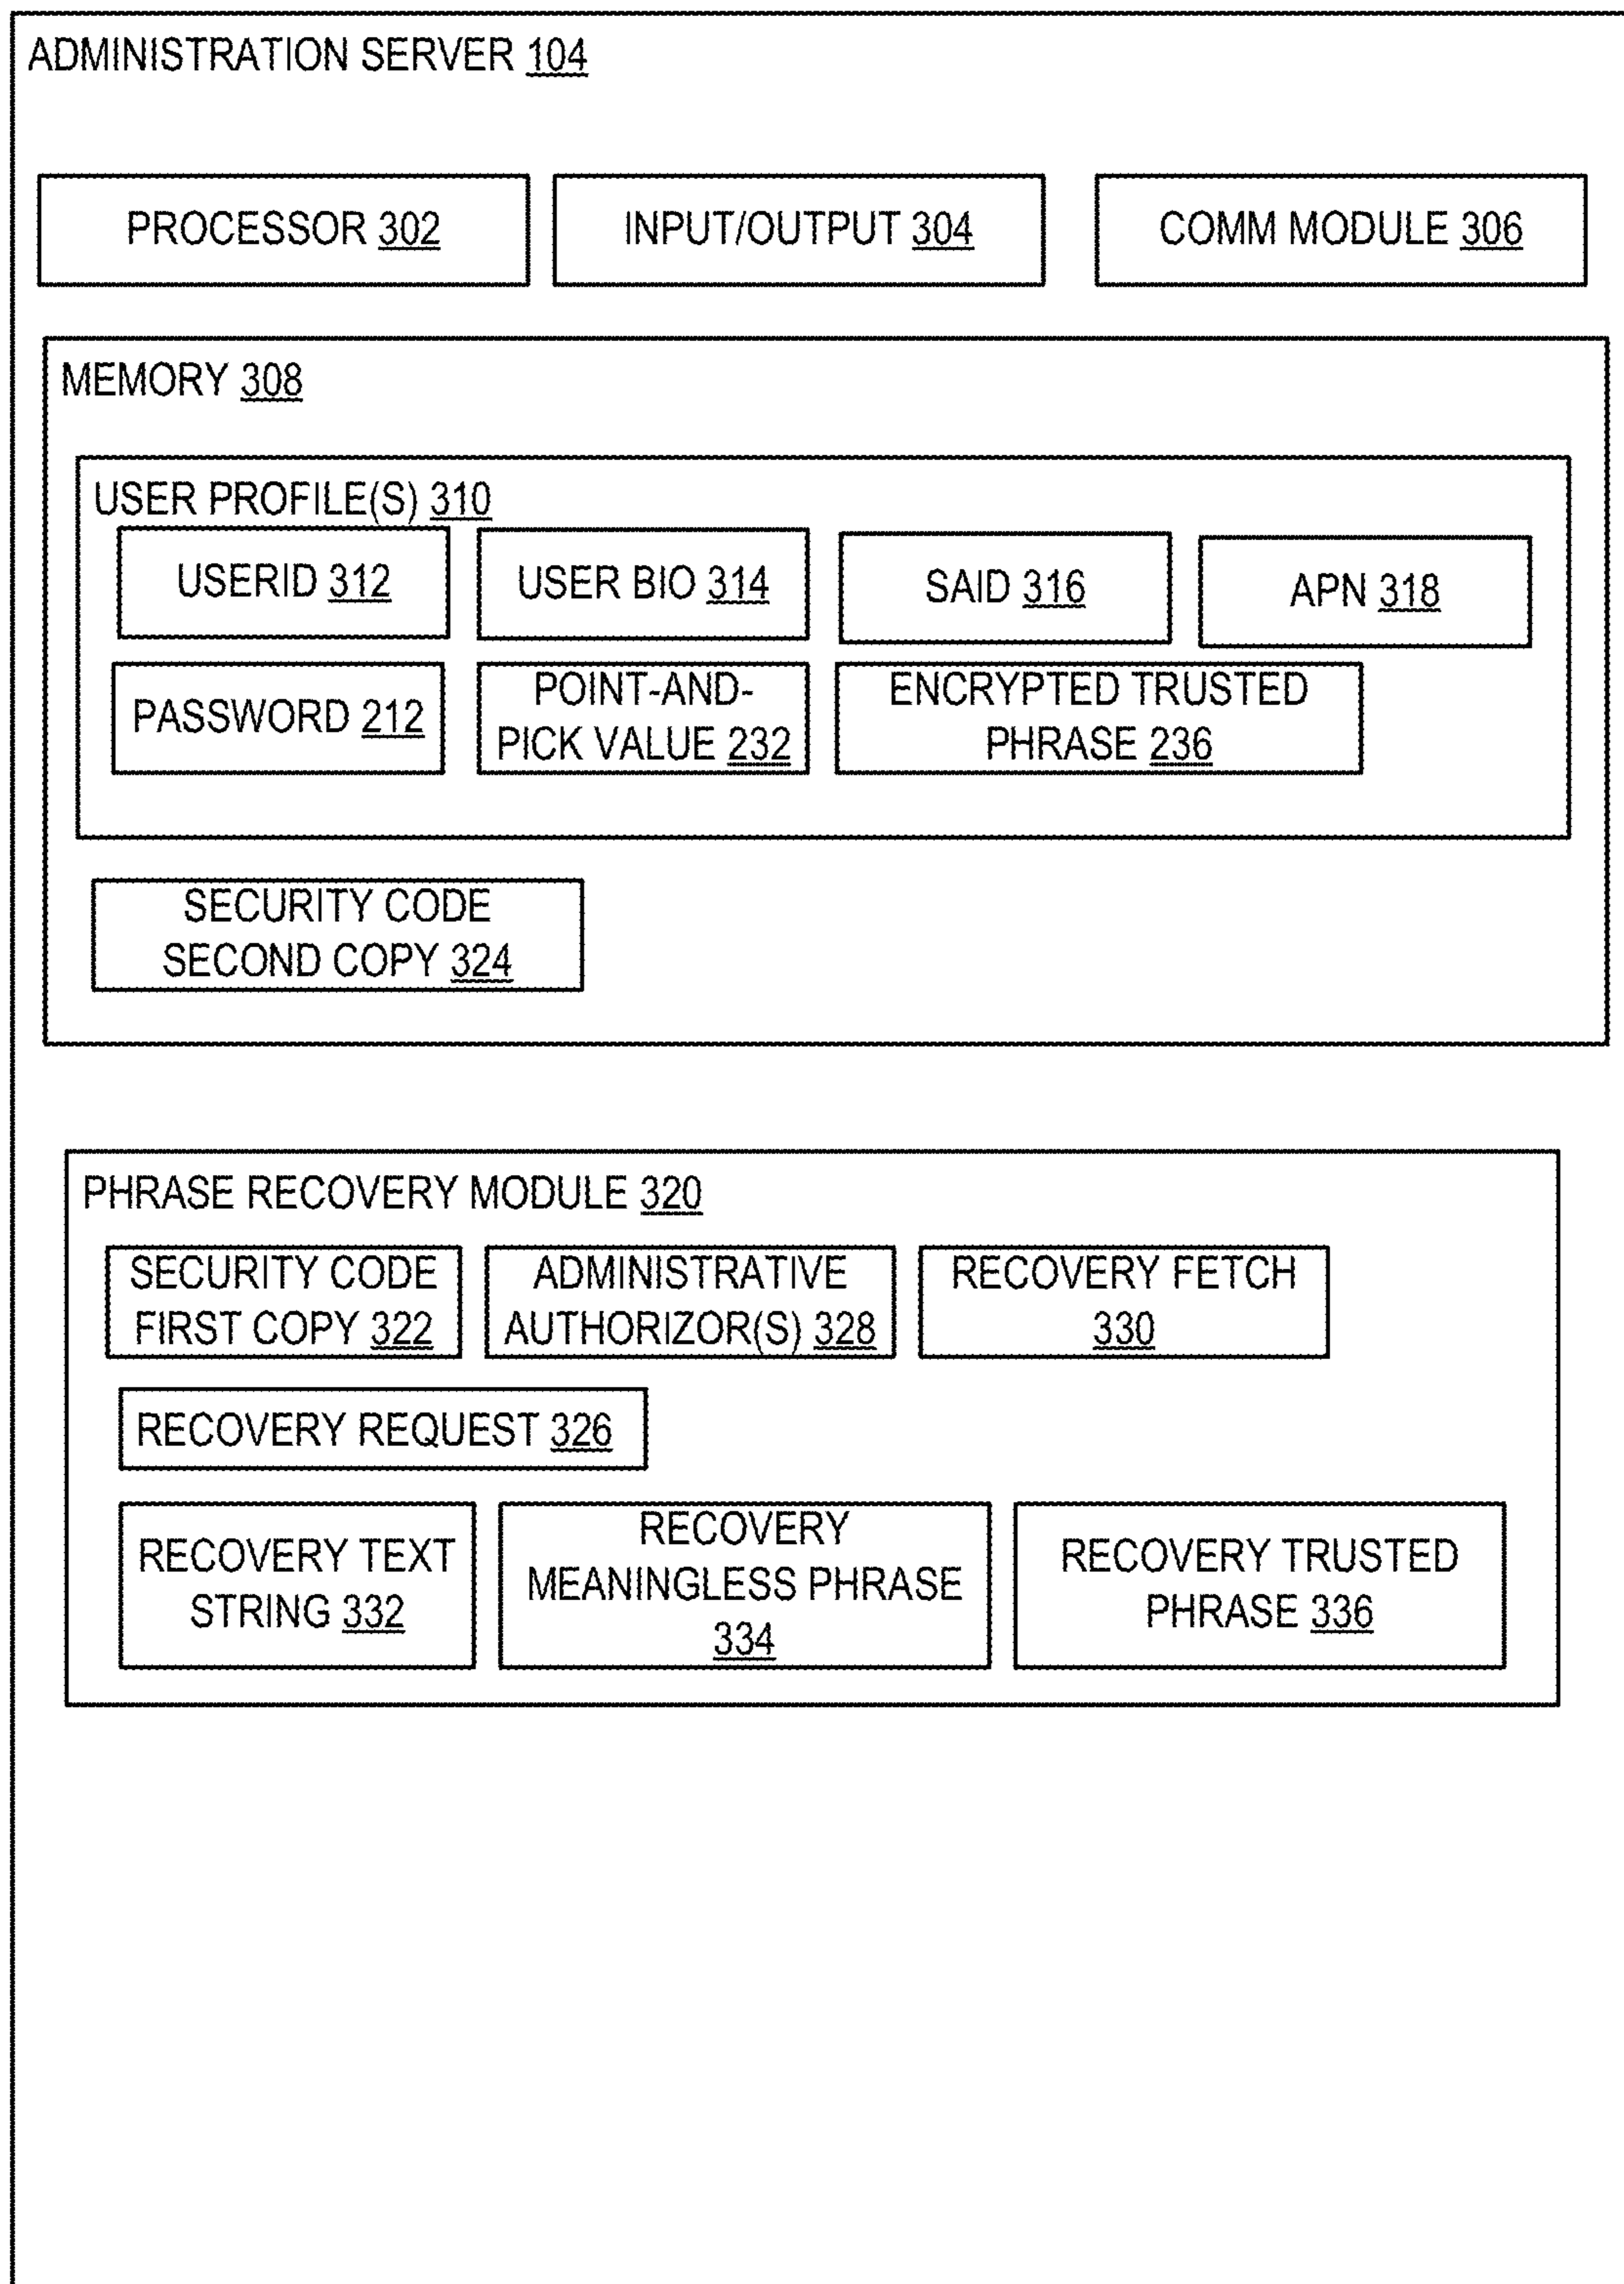 ADMINISTRATION SERVER 104
PROCESSOR 302
INPUT/OUTPUT 304
COMM MODULE 306
MEMORY 308
USER PROFILE(S) 310
USERID 312
USER BIO 314
SAID 316
APN 318
PASSWORD 212
POINT-AND-
PICK VALUE 232
ENCRYPTED TRUSTED
PHRASE 236
SECURITY CODE
SECOND COPY 324
PHRASE RECOVERY MODULE 320
SECURITY CODE
FIRST COPY 322
ADMINISTRATIVE
AUTHORIZOR(S) 328
RECOVERY FETCH
330
RECOVERY REQUEST 326
RECOVERY TEXT
STRING 332
RECOVERY
MEANINGLESS PHRASE
334
RECOVERY TRUSTED
PHRASE 336